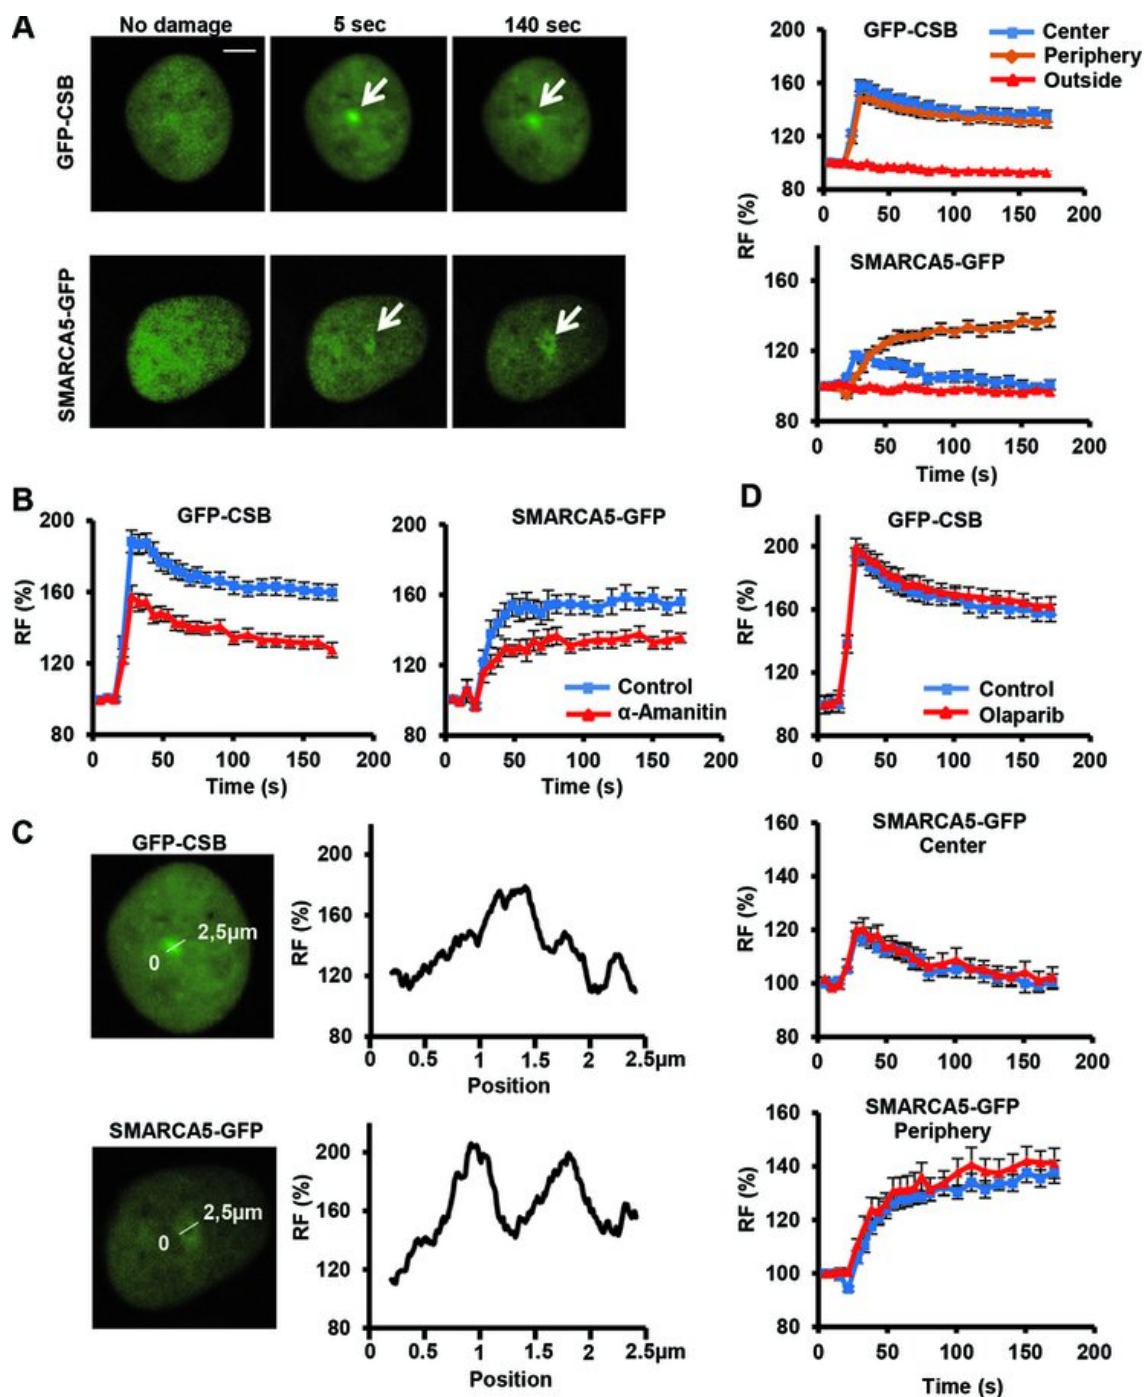 A
No damage
5 sec
140 sec
GFP-CSB
SMARCA5-GFP
GFP-CSB
Center
Periphery
Outside
200
160
120
80
0 50 100 150 200
RF (%)
SMARCA5-GFP
160
120
80
0 50 100 150 200
Time (s)
B
GFP-CSB
200
160
120
80
RF (%)
0 50 100 150 200
Time (s)
SMARCA5-GFP
200
160
120
80
Control
α-Amanitin
0 50 100 150 200
Time (s)
D
GFP-CSB
200
160
120
80
RF (%)
Control
Olaparib
0 50 100 150 200
C
GFP-CSB
2,5µm
0
200
160
120
80
RF (%)
0 0.5 1 1.5 2 2.5µm
Position
SMARCA5-GFP
2,5µm
0
200
160
120
80
RF (%)
0 0.5 1 1.5 2 2.5µm
Position
SMARCA5-GFP
Center
160
140
120
100
80
RF (%)
0 50 100 150 200
SMARCA5-GFP
Periphery
160
140
120
100
80
RF (%)
0 50 100 150 200
Time (s)